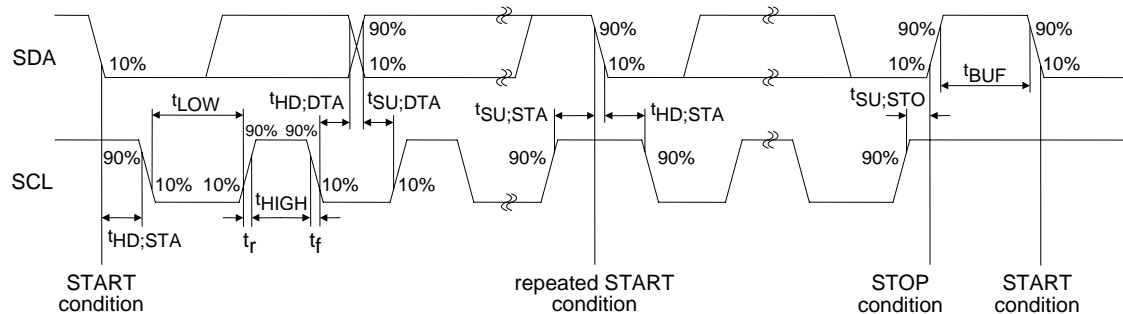 SDA
10%
90%
10%
90%
10%
90%
10%
90%
10%
tLOW
tHD;DTA
tSU;DTA
tSU;STA
tHD;STA
tSU;STO
tBUF
SCL
90%
10%
10%
90%
90%
10%
10%
90%
90%
90%
tHD;STA
tr
tHIGH
tf
START
condition
repeated START
condition
STOP
condition
START
condition